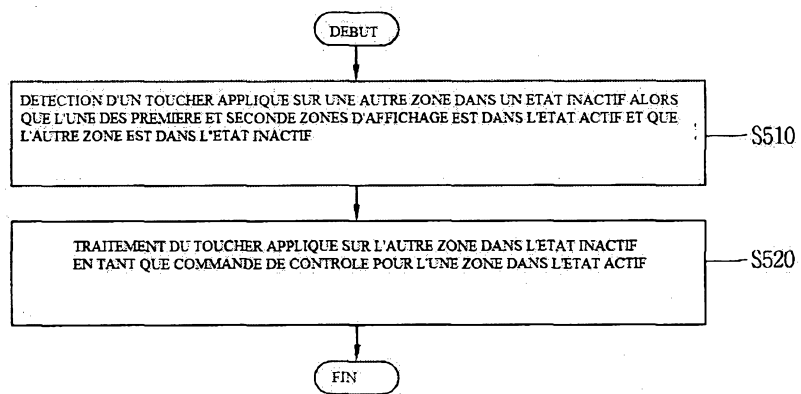 DEBUT
DETECTION D'UN TOUCHER APPLIQUE SUR UNE AUTRE ZONE DANS UN ETAT INACTIF ALORS
QUE L'UNE DES PREMIERE ET SECONDE ZONES D'AFFICHAGE EST DANS L'ETAT ACTIF ET QUE
L'AUTRE ZONE EST DANS L'ETAT INACTIF
S510
TRAITEMENT DU TOUCHER APPLIQUE SUR L'AUTRE ZONE DANS L'ETAT INACTIF
EN TANT QUE COMMANDE DE CONTROLE POUR L'UNE ZONE DANS L'ETAT ACTIF
S520
FIN